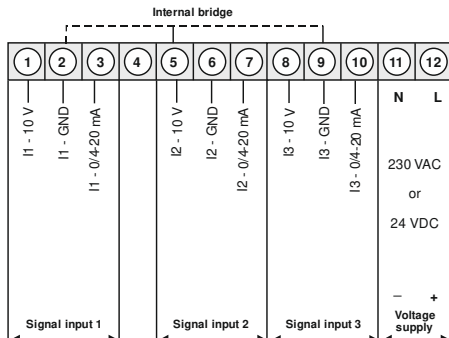 Internal bridge
1 2 3 4 5 6 7 8 9 10 11 12
I1 - 10 V
I1 - GND
I1 - 0/4-20 mA
I2 - 10 V
I2 - GND
I2 - 0/4-20 mA
I3 - 10 V
I3 - GND
I3 - 0/4-20 mA
N L
230 VAC
or
24 VDC
– +
Signal input 1
Signal input 2
Signal input 3
Voltage
supply